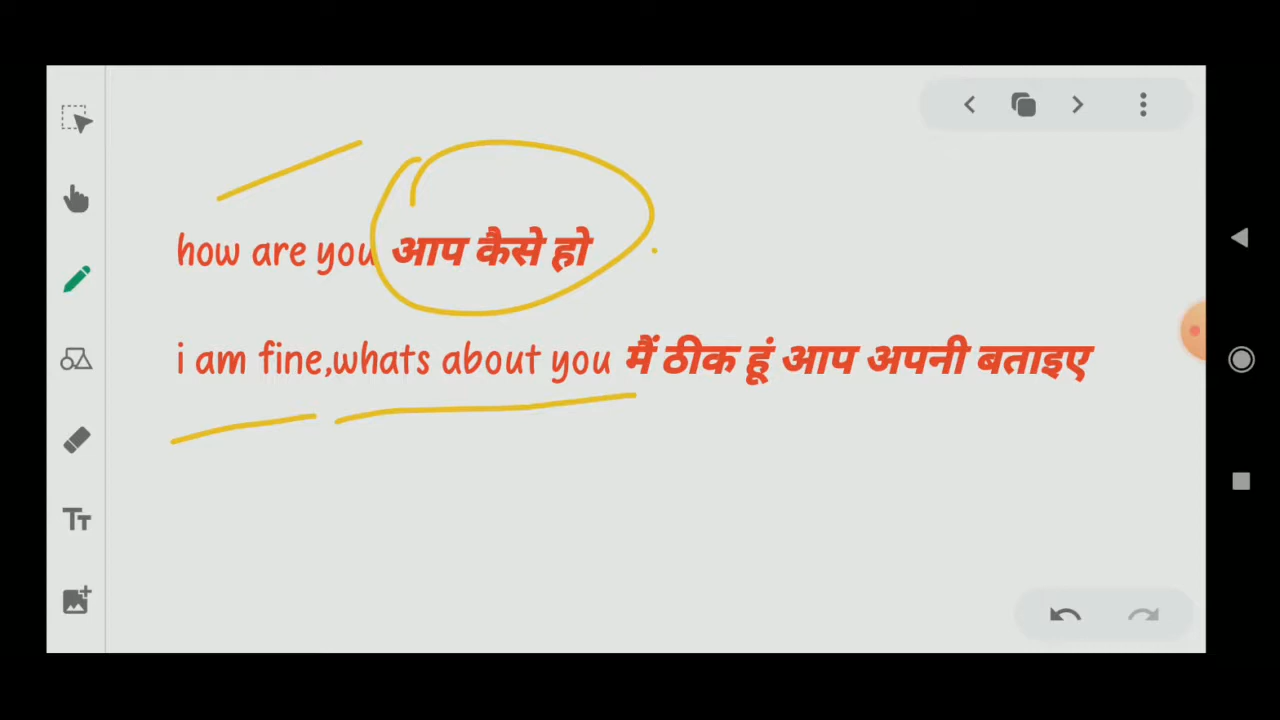 how are you आप कैसे हो
i am fine,whats about you मैं ठीक हूं आप अपनी बताइए